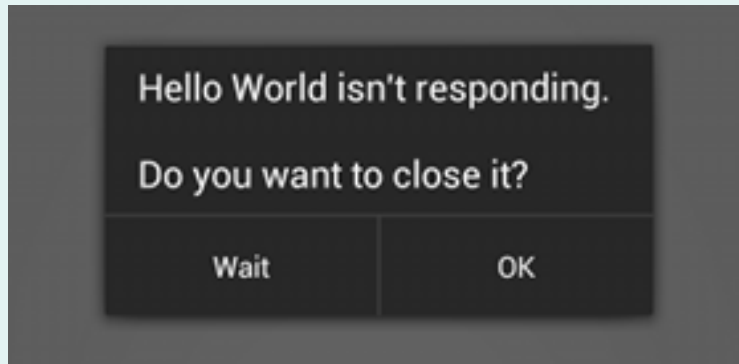 Hello World isn't responding.
Do you want to close it?
Wait
OK